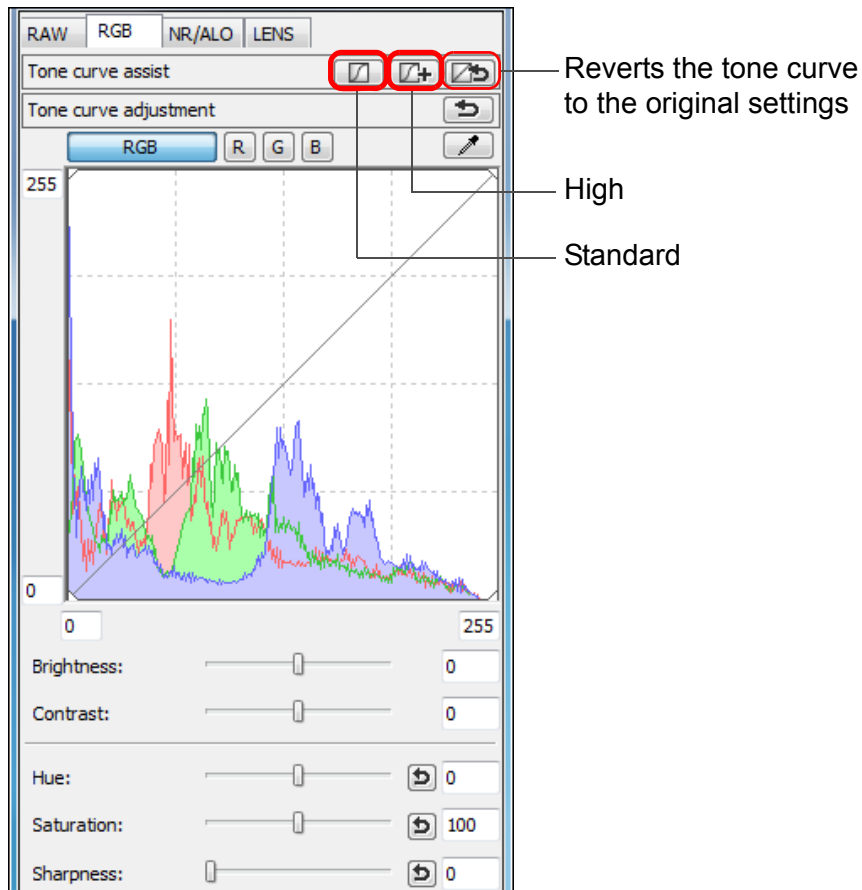 RAW RGB NR/ALO LENS
Tone curve assist
Reverts the tone curve
to the original settings
Tone curve adjustment
RGB R G B
255
High
Standard
0
0 255
Brightness: 0
Contrast: 0
Hue: 0
Saturation: 100
Sharpness: 0